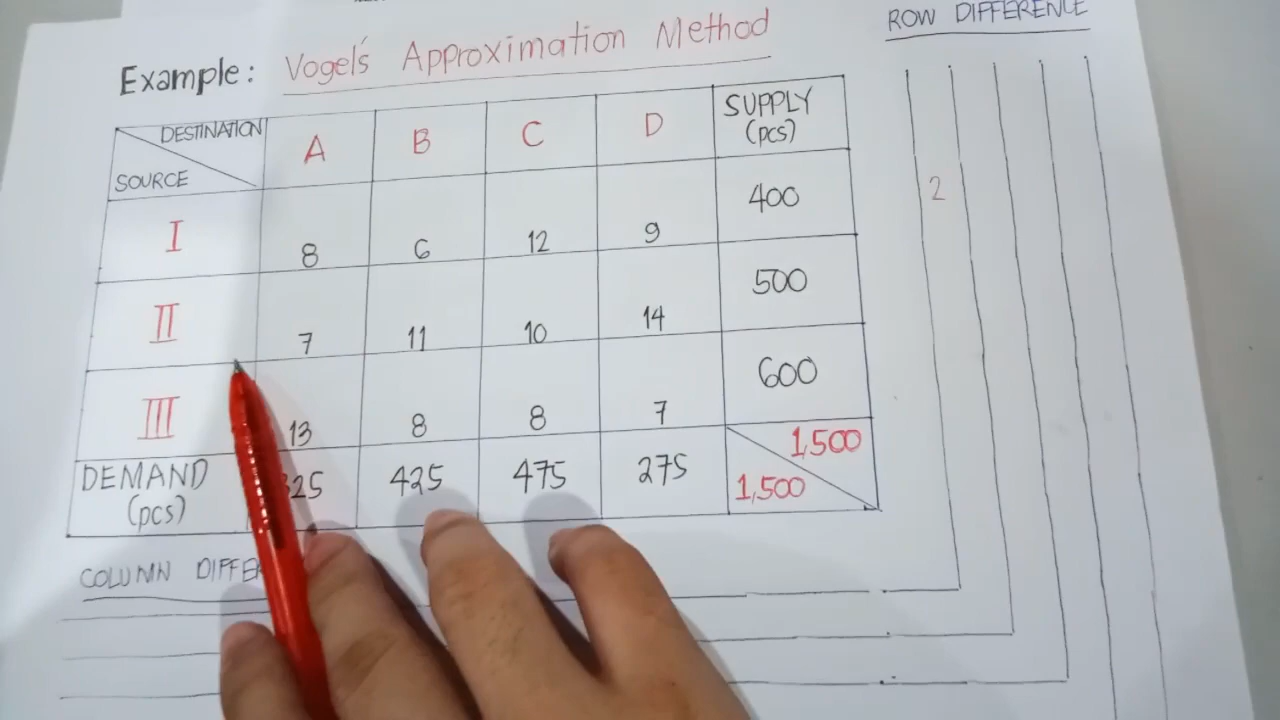 Example: Vogel's Approximation Method
ROW DIFFERENCE
DESTINATION
SOURCE
A B C D SUPPLY (pcs)
I 8 6 12 9 400
2
II 7 11 10 14 500
III 13 8 8 7 600
DEMAND (pcs) 425 475 275 1,500
1,500
COLUMN